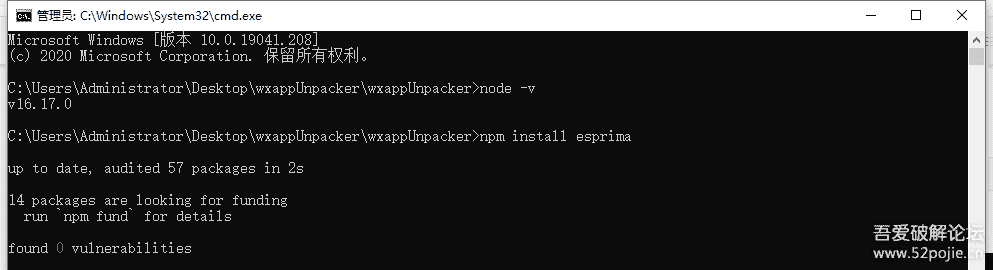 管理员: C:\Windows\System32\cmd.exe
Microsoft Windows [版本 10.0.19041.208]
(c) 2020 Microsoft Corporation. 保留所有权利。
C:\Users\Administrator\Desktop\wxappUnpacker\wxappUnpacker>node -v
v16.17.0
C:\Users\Administrator\Desktop\wxappUnpacker\wxappUnpacker>npm install esprima
up to date, audited 57 packages in 2s
14 packages are looking for funding
run `npm fund` for details
found 0 vulnerabilities
吾爱破解论坛
www.52pojie.cn